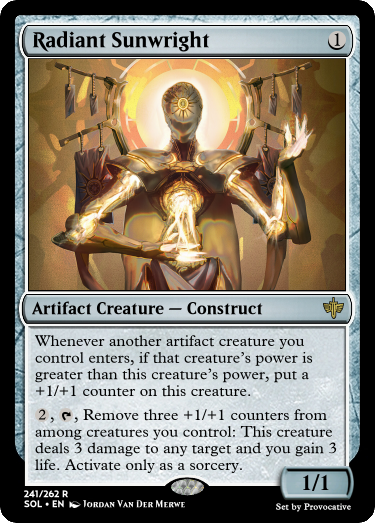 Radiant Sunwright 1
Artifact Creature — Construct
Whenever another artifact creature you
control enters, if that creature's power is
greater than this creature's power, put a
+1/+1 counter on this creature.
2, , Remove three +1/+1 counters from
among creatures you control: This creature
deals 3 damage to any target and you gain 3
life. Activate only as a sorcery.
1/1
241/262 R
SOL • EN Jordan Van Der Merwe
Set by Provocative